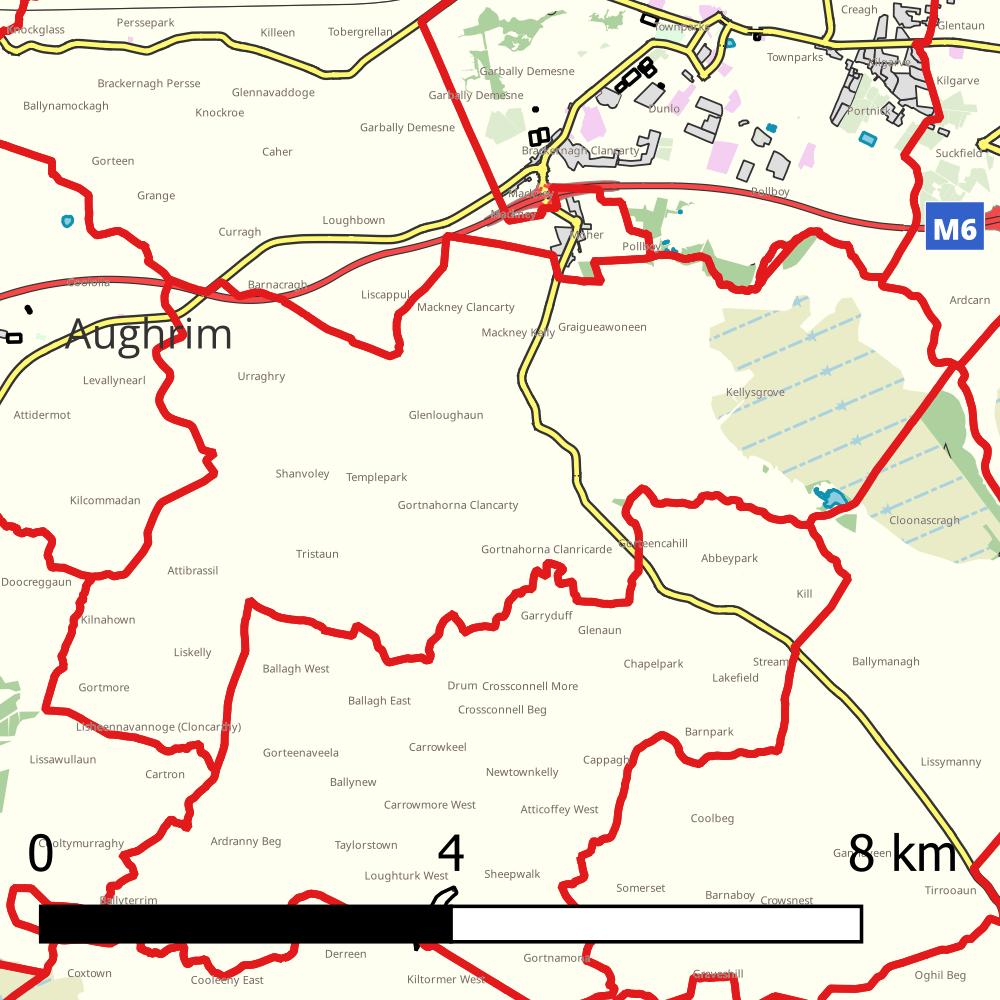 Perssepark
Creagh
Glentaun
Knockglass
Killeen
Tobergrellan
Townparks
Townparks
Kilgarve
Garbally Demesne
Kilgarve
Brackernagh Persse
Glennavaddoge
Garbally Demesne
Ballynamockagh
Knockroe
Dunlo
Portnick
Garbally Demesne
Caher
Brackernagh Clancarty
Suckfield
Gorteen
Grange
Mackney
Pollboy
Mackney
Loughbown
Curragh
Maher
Pollboy
M6
Coololla
Barnacragh
Liscappul
Ardcarn
Mackney Clancarty
Aughrim
Mackney Kelly
Graigueawoneen
Levallynearl
Urraghry
Kellysgrove
Attidermot
Glenloughaun
Shanvoley
Templepark
Kilcommadan
Gortnahorna Clancarty
Cloonascragh
Tristaun
Gortnahorna Clanricarde
Gorteencahill
Abbeypark
Attibrassil
Doocreggaun
Kill
Kilnahown
Garryduff
Glenaun
Liskelly
Ballagh West
Chapelpark
Stream
Ballymanagh
Lakefield
Gortmore
Drum
Crossconnell More
Ballagh East
Crossconnell Beg
Lisheennavannoge (Cloncarthy)
Barnpark
Lissawullaun
Gorteenaveela
Carrowkeel
Cappagh
Lissymanny
Cartron
Newtownkelly
Ballynew
Carrowmore West
Atticoffey West
Coolbeg
Cooltymurraghy
Ardranny Beg
Taylorstown
0
4
8 km
Loughturk West
Sheepwalk
Somerset
Barnaboy
Crowsnest
Tirrooaun
Ballyterrim
Derreen
Gortnamona
Coxtown
Cooleeny East
Kiltormer West
Graveshill
Oghil Beg